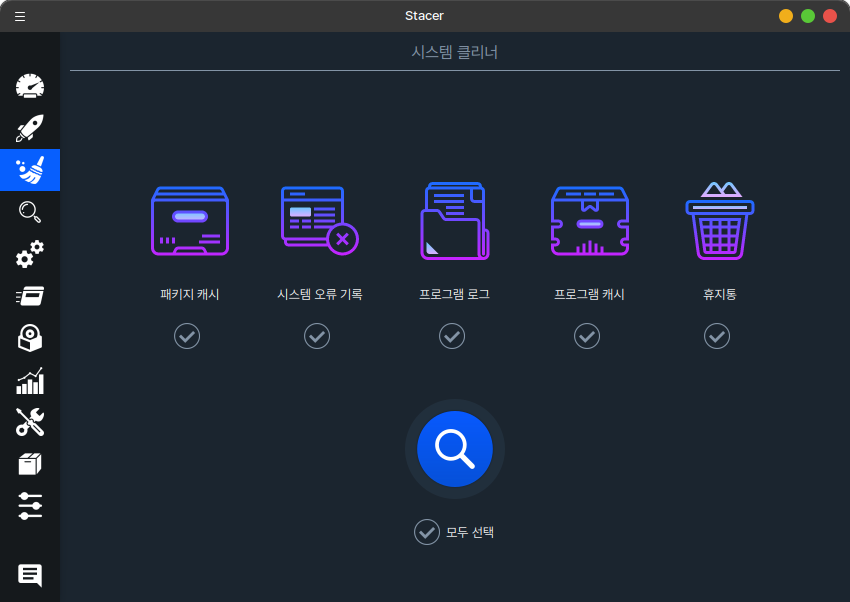 Stacer
시스템 클리너
패키지 캐시
시스템 오류 기록
프로그램 로그
프로그램 캐시
휴지통
모두 선택